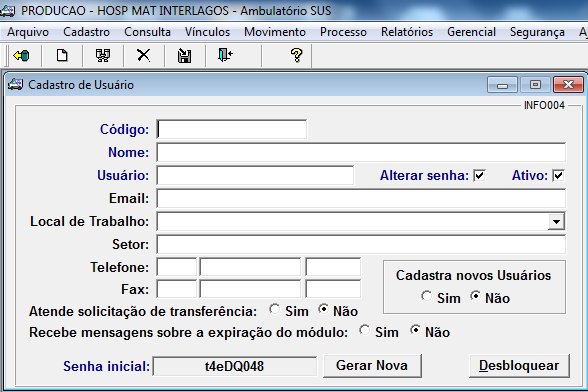 PRODUCAO - HOSP MAT INTERLAGOS - Ambulatório SUS
Arquivo Cadastro Consulta Vínculos Movimento Processo Relatórios Gerencial Segurança
Cadastro de Usuário
INFO004
Código:
Nome:
Usuário: Alterar senha: Ativo:
Email:
Local de Trabalho:
Setor:
Telefone:
Cadastra novos Usuários
Fax:
Sim Não
Atende solicitação de transferência: Sim Não
Recebe mensagens sobre a expiração do módulo: Sim Não
Senha inicial: t4eDQ048 Gerar Nova Desbloquear